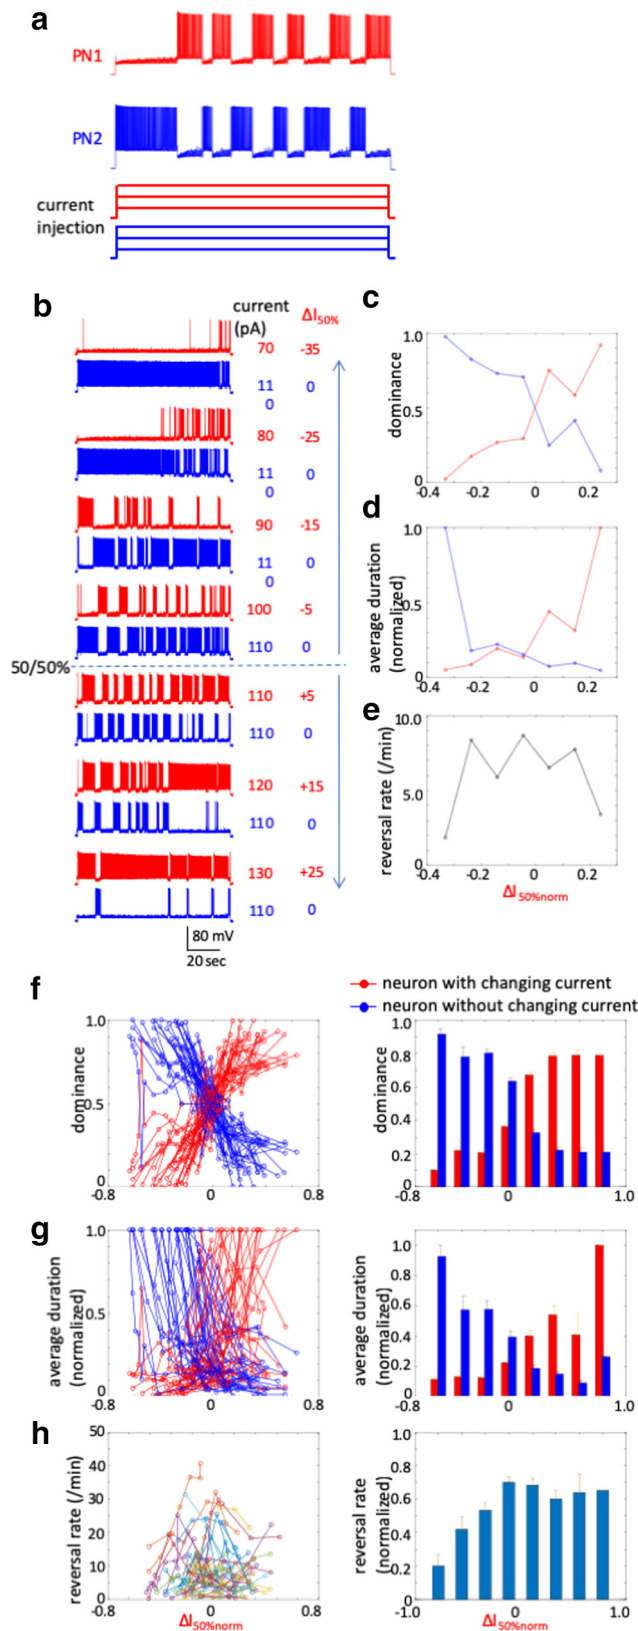 a
PN1
PN2
current
injection
b
current
(pA)
ΔI50%
70 -35
11 0
0
80 -25
11 0
0
90 -15
11 0
0
100 -5
110 0
50/50%
110 +5
110 0
120 +15
110 0
130 +25
110 0
80 mV
20 sec
c
dominance
1.0
0.5
0
-0.4 -0.2 0 0.2
d
average duration
(normalized)
1.0
0.5
0
-0.4 -0.2 0 0.2
e
reversal rate (/min)
10.0
5.0
0
-0.4 -0.2 0 0.2
ΔI50%norm
neuron with changing current
neuron without changing current
f
dominance
1.0
0.5
0
-0.8 0 0.8
dominance
1.0
0.8
0.6
0.4
0.2
0
-0.8 0 1.0
g
average duration
(normalized)
1.0
0.5
0
-0.8 0 0.8
average duration
(normalized)
1.0
0.8
0.6
0.4
0.2
0
-0.8 0 1.0
h
reversal rate (/min)
50
40
30
20
10
0
-0.8 0 0.8
ΔI50%norm
reversal rate
(normalized)
1.0
0.8
0.6
0.4
0.2
0
-1.0 0 1.0
ΔI50%norm